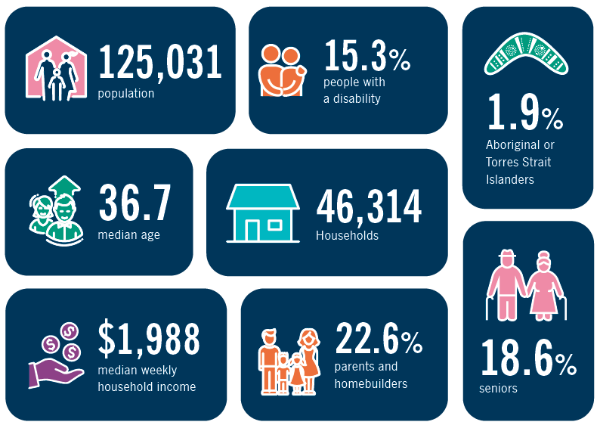 125,031
population
15.3%
people with
a disability
1.9%
Aboriginal or
Torres Strait
Islanders
36.7
median age
46,314
Households
$1,988
median weekly
household income
22.6%
parents and
homebuilders
18.6%
seniors